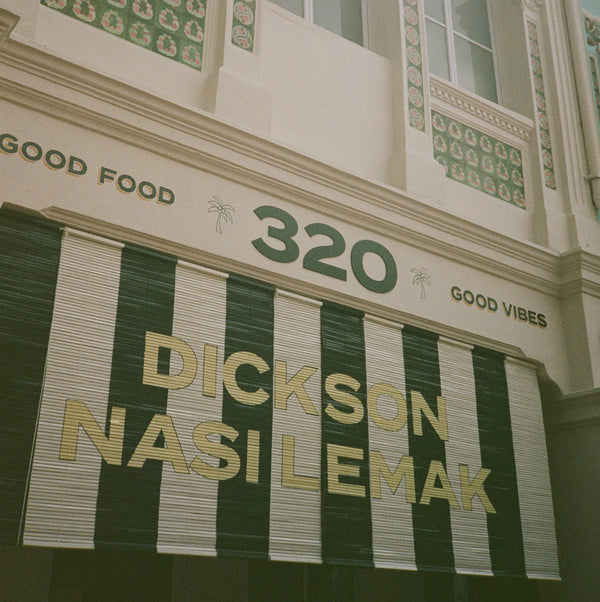 GOOD FOOD
320
GOOD VIBES
DICKSON
NASI LEMAK